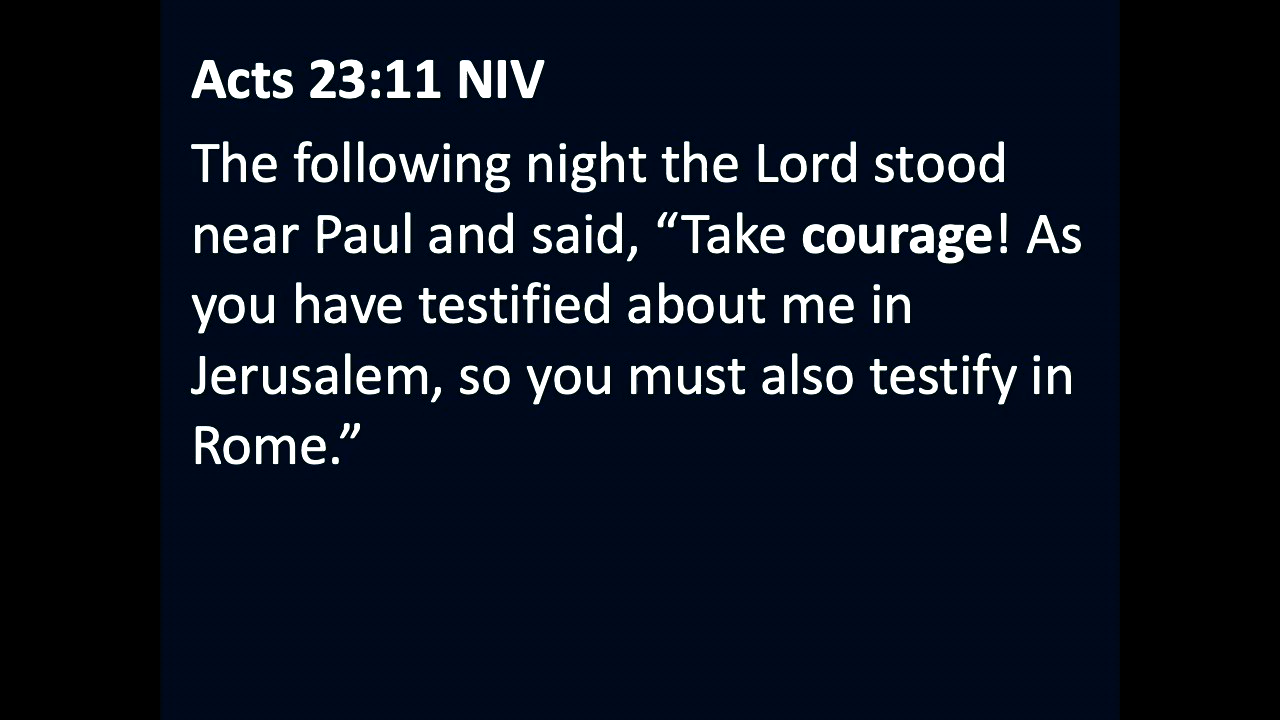 Acts 23:11 NIV
The following night the Lord stood
near Paul and said, “Take courage! As
you have testified about me in
Jerusalem, so you must also testify in
Rome.”